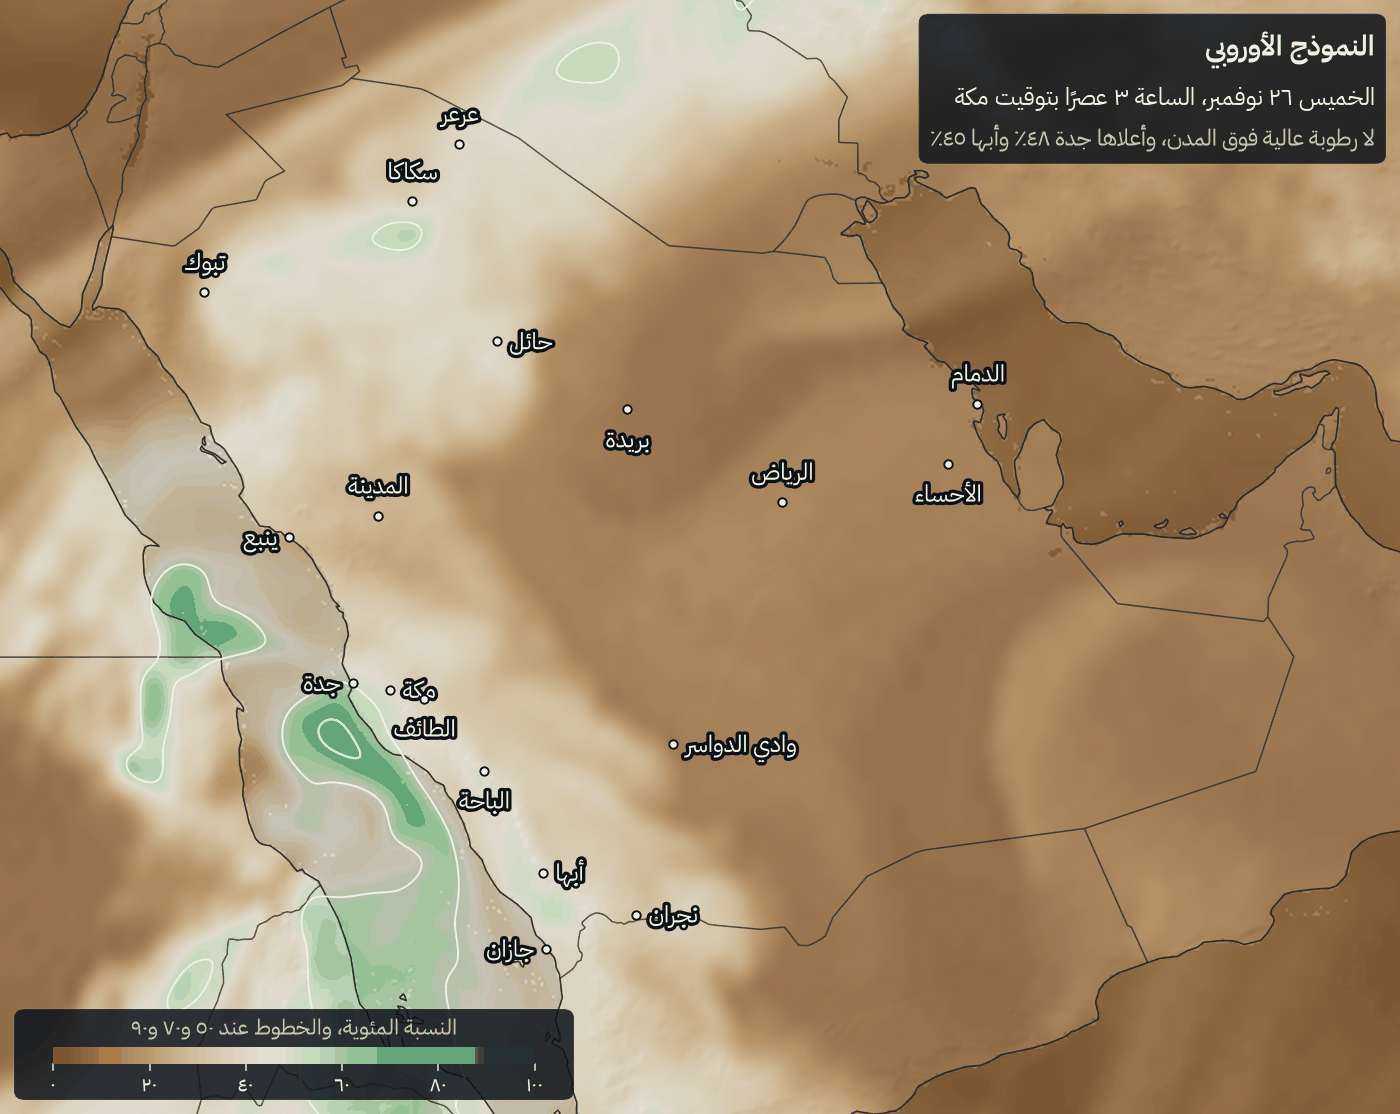 النموذج الأوروبي
الخميس ٢٦ نوفمبر، الساعة ٣ عصرًا بتوقيت مكة
لا رطوبة عالية فوق المدن، وأعلاها جدة ٤٨٪ وأبها ٤٥٪
عرعر
سكاكا
تبوك
حائل
الدمام
بريدة
الرياض
المدينة
الأحساء
ينبع
جدة
مكة
الطائف
وادي الدواسر
الباحة
أبها
نجران
جازان
النسبة المئوية، والخطوط عند ٥٠ و٧٠ و٩٠
٠ ٢٠ ٤٠ ٦٠ ٨٠ ١٠٠